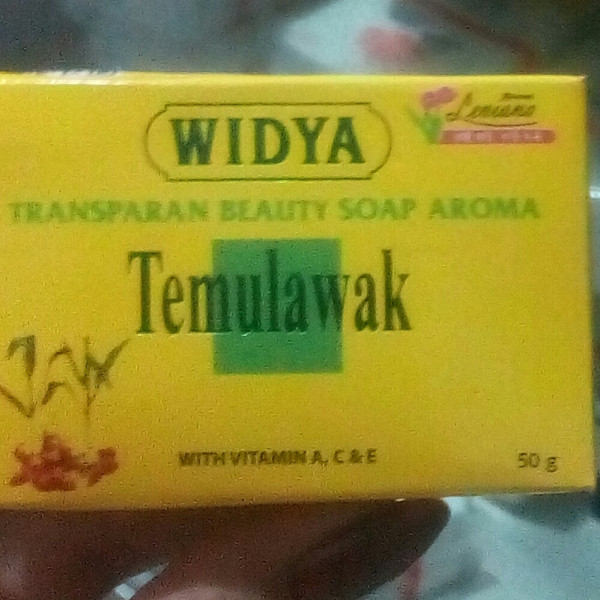 WIDYA
TRANSPARAN BEAUTY SOAP AROMA
Temulawak
WITH VITAMIN A, C & E
50 g